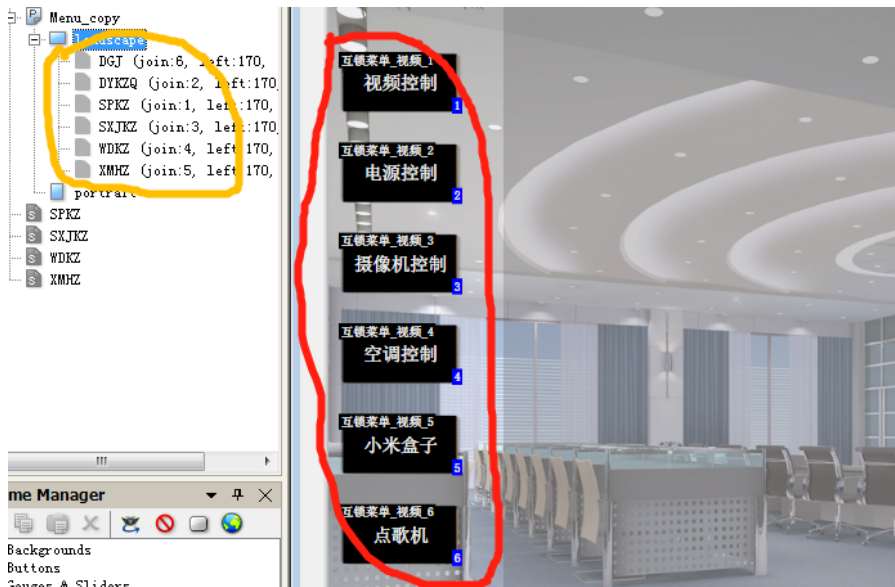 Menu_copy
landscape
DGJ (join:6, left:170,
DYKZQ (join:2, left:170,
SPKZ (join:1, left:170,
SXJKZ (join:3, left:170,
WDKZ (join:4, left:170,
XMHZ (join:5, left:170,
portrait
SPKZ
SXJKZ
WDKZ
XMHZ
me Manager
Backgrounds
Buttons
Gauges & Sliders
互锁菜单_视频_1
视频控制
1
互锁菜单_视频_2
电源控制
2
互锁菜单_视频_3
摄像机控制
3
互锁菜单_视频_4
空调控制
4
互锁菜单_视频_5
小米盒子
5
互锁菜单_视频_6
点歌机
6